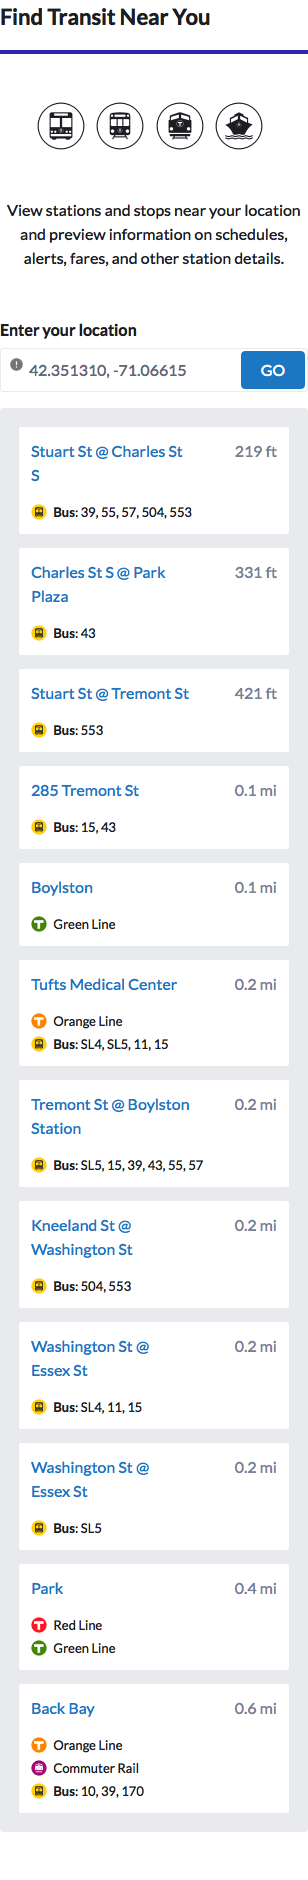 Find Transit Near You
View stations and stops near your location
and preview information on schedules,
alerts, fares, and other station details.
Enter your location
42.351310, -71.06615
GO
Stuart St @ Charles St
S
219 ft
Bus: 39, 55, 57, 504, 553
Charles St S @ Park
Plaza
331 ft
Bus: 43
Stuart St @ Tremont St
421 ft
Bus: 553
285 Tremont St
0.1 mi
Bus: 15, 43
Boylston
0.1 mi
T Green Line
Tufts Medical Center
0.2 mi
T Orange Line
Bus: SL4, SL5, 11, 15
Tremont St @ Boylston
Station
0.2 mi
Bus: SL5, 15, 39, 43, 55, 57
Kneeland St @
Washington St
0.2 mi
Bus: 504, 553
Washington St @
Essex St
0.2 mi
Bus: SL4, 11, 15
Washington St @
Essex St
0.2 mi
Bus: SL5
Park
0.4 mi
T Red Line
T Green Line
Back Bay
0.6 mi
T Orange Line
Commuter Rail
Bus: 10, 39, 170